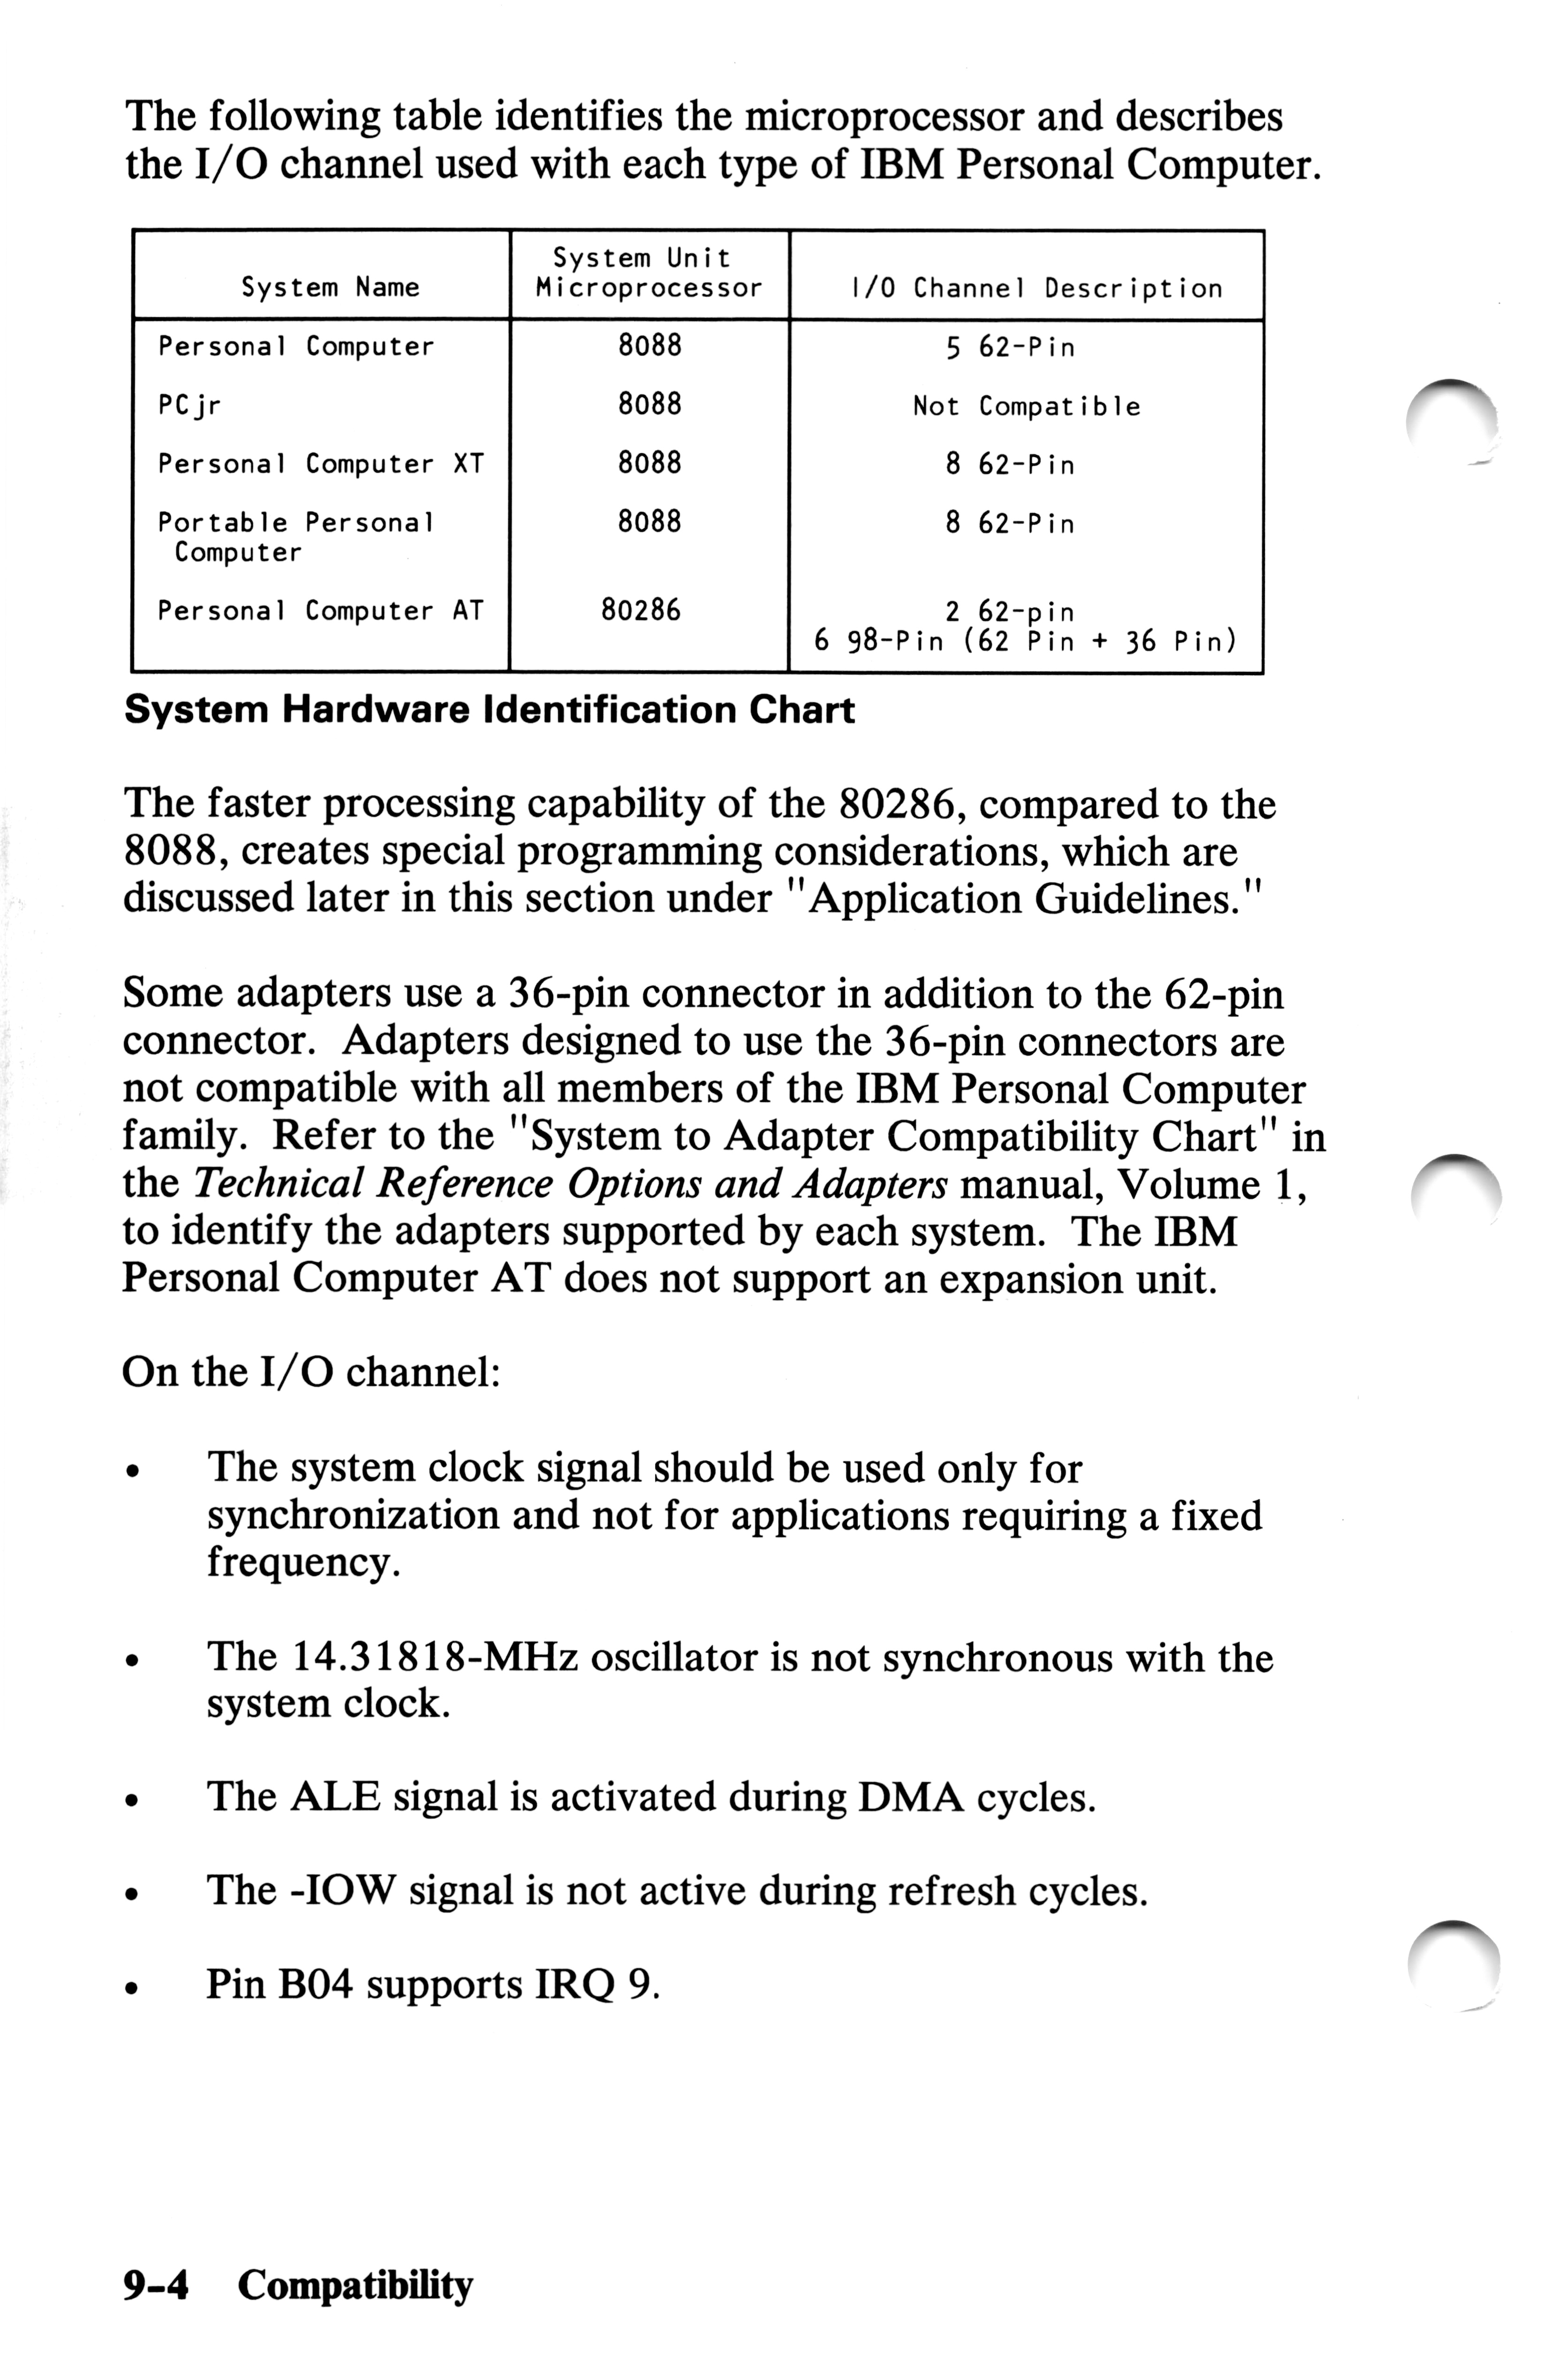 The following table identifies the microprocessor and describes
the I/O channel used with each type of IBM Personal Computer.
System Name
System Unit
Microprocessor
I/O Channel Description
Personal Computer 8088 5 62-Pin
PCjr 8088 Not Compatible
Personal Computer XT 8088 8 62-Pin
Portable Personal 8088 8 62-Pin
Computer
Personal Computer AT 80286 2 62-pin
6 98-Pin (62 Pin + 36 Pin)
System Hardware Identification Chart
The faster processing capability of the 80286, compared to the
8088, creates special programming considerations, which are
discussed later in this section under "Application Guidelines."
Some adapters use a 36-pin connector in addition to the 62-pin
connector. Adapters designed to use the 36-pin connectors are
not compatible with all members of the IBM Personal Computer
family. Refer to the "System to Adapter Compatibility Chart" in
the Technical Reference Options and Adapters manual, Volume 1,
to identify the adapters supported by each system. The IBM
Personal Computer AT does not support an expansion unit.
On the I/O channel:
• The system clock signal should be used only for
synchronization and not for applications requiring a fixed
frequency.
• The 14.31818-MHz oscillator is not synchronous with the
system clock.
• The ALE signal is activated during DMA cycles.
• The -IOW signal is not active during refresh cycles.
• Pin B04 supports IRQ 9.
9-4 Compatibility